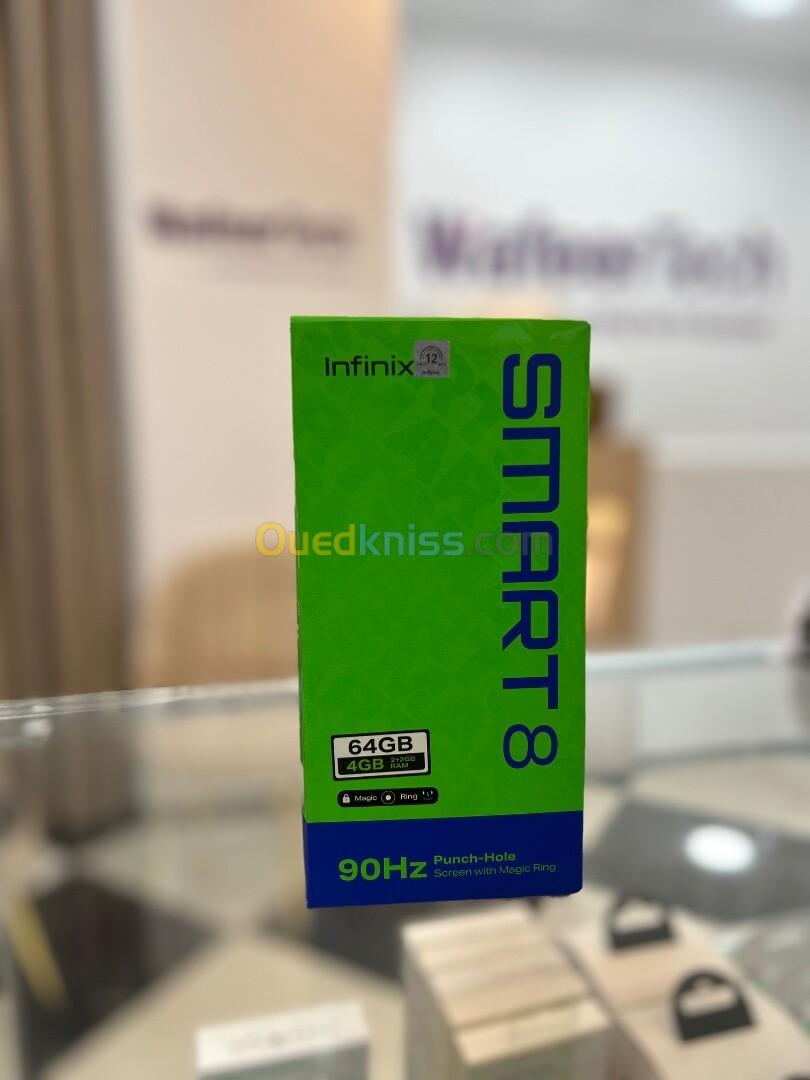 Infinix
12
Infinix
SMART 8
Ouedkniss.com
64GB
4GB 2+2GB
RAM
Magic Ring
90Hz Punch-Hole
Screen with Magic Ring